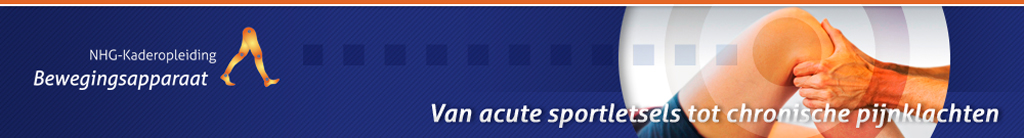 NHG-Kaderopleiding
Bewegingsapparaat
Van acute sportletsels tot chronische pijnklachten